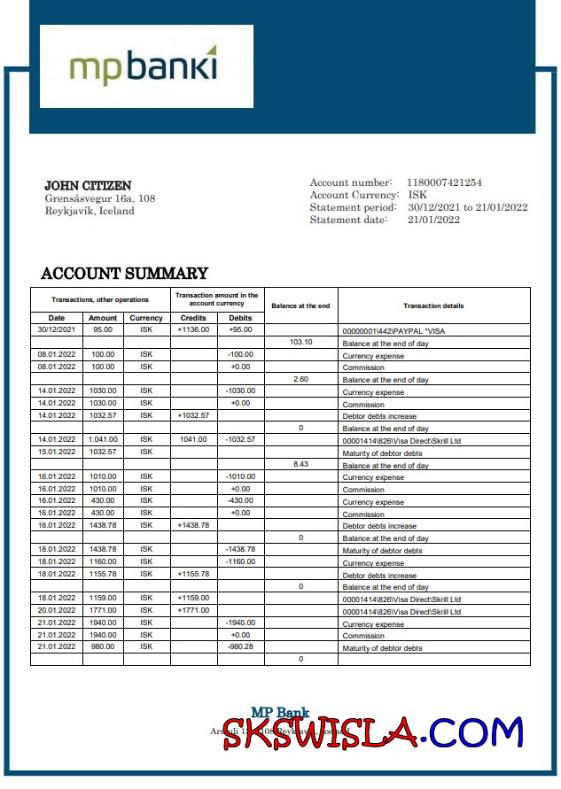 mpbanki
JOHN CITIZEN
Grensásvegur 16a, 108
Reykjavík, Iceland
Account number: 1180007421254
Account Currency: ISK
Statement period: 30/12/2021 to 21/01/2022
Statement date: 21/01/2022
ACCOUNT SUMMARY
Transactions, other operations Transaction amount in the account currency Balance at the end Transaction details
Date Amount Currency Credits Debits
30/12/2021 95.00 ISK +1136.00 +95.00 00000001\442\PAYPAL *VISA
103.10 Balance at the end of day
08.01.2022 100.00 ISK -100.00 Currency expense
08.01.2022 100.00 ISK +0.00 Commission
2.60 Balance at the end of day
14.01.2022 1030.00 ISK -1030.00 Currency expense
14.01.2022 1030.00 ISK +0.00 Commission
14.01.2022 1032.57 ISK +1032.57 Debtor debts increase
0 Balance at the end of day
14.01.2022 1.041.00 ISK 1041.00 -1032.57 00001414\826\Visa Direct\Skrill Ltd
15.01.2022 1032.57 ISK Maturity of debtor debts
8.43 Balance at the end of day
16.01.2022 1010.00 ISK -1010.00 Currency expense
16.01.2022 1010.00 ISK +0.00 Commission
16.01.2022 430.00 ISK -430.00 Currency expense
16.01.2022 430.00 ISK +0.00 Commission
16.01.2022 1438.78 ISK +1438.78 Debtor debts increase
0 Balance at the end of day
18.01.2022 1438.78 ISK -1438.78 Maturity of debtor debts
18.01.2022 1160.00 ISK -1160.00 Currency expense
18.01.2022 1155.78 ISK +1155.78 Debtor debts increase
0 Balance at the end of day
18.01.2022 1159.00 ISK +1159.00 00001414\826\Visa Direct\Skrill Ltd
20.01.2022 1771.00 ISK +1771.00 00001414\826\Visa Direct\Skrill Ltd
21.01.2022 1940.00 ISK -1940.00 Currency expense
21.01.2022 1940.00 ISK +0.00 Commission
21.01.2022 980.00 ISK -980.28 Maturity of debtor debts
0
MP Bank
SKSWISLA.COM